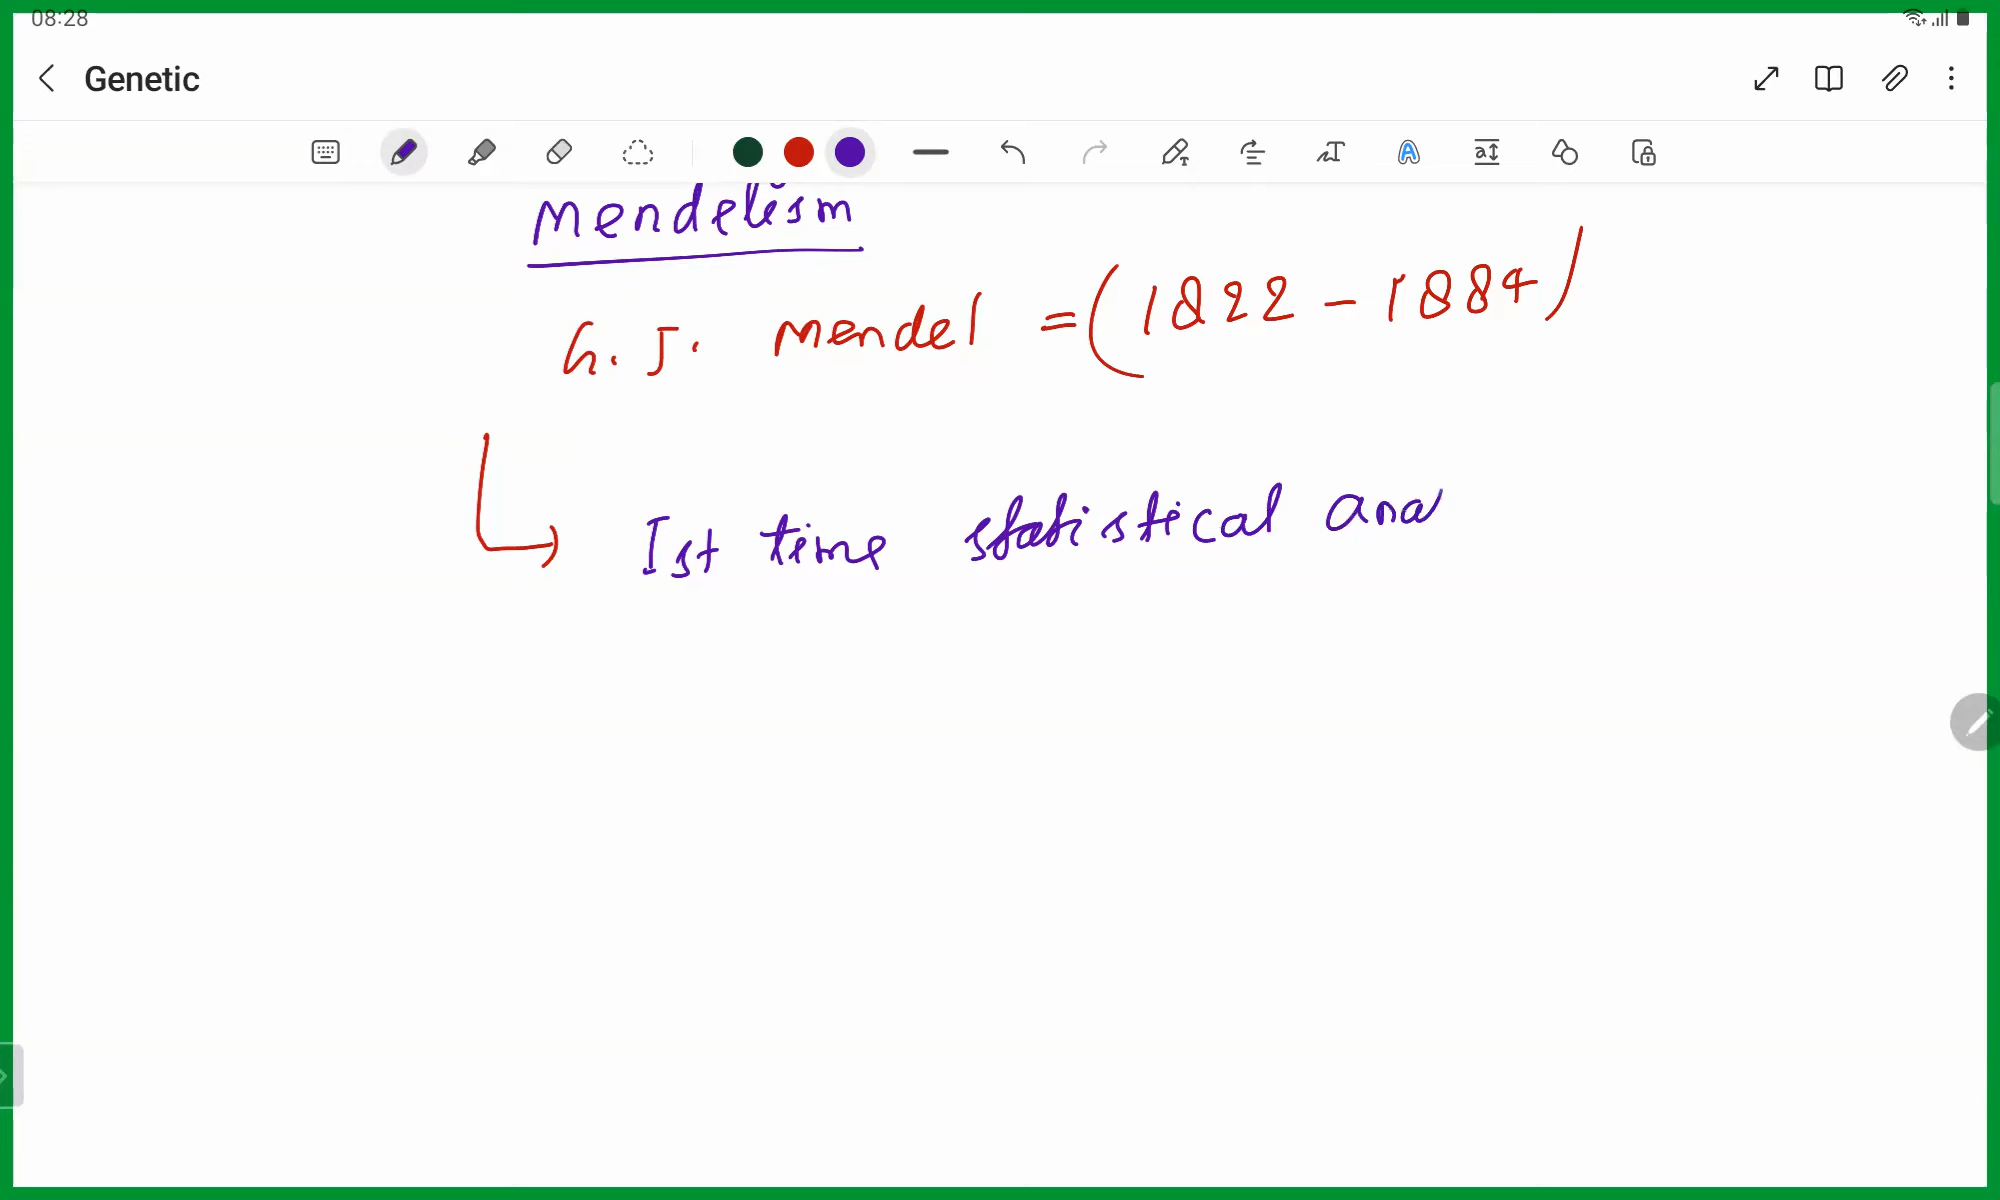 08:28
Genetic
Mendelism
G. J. Mendel = (1822 - 1884)
Ist time statistical ana